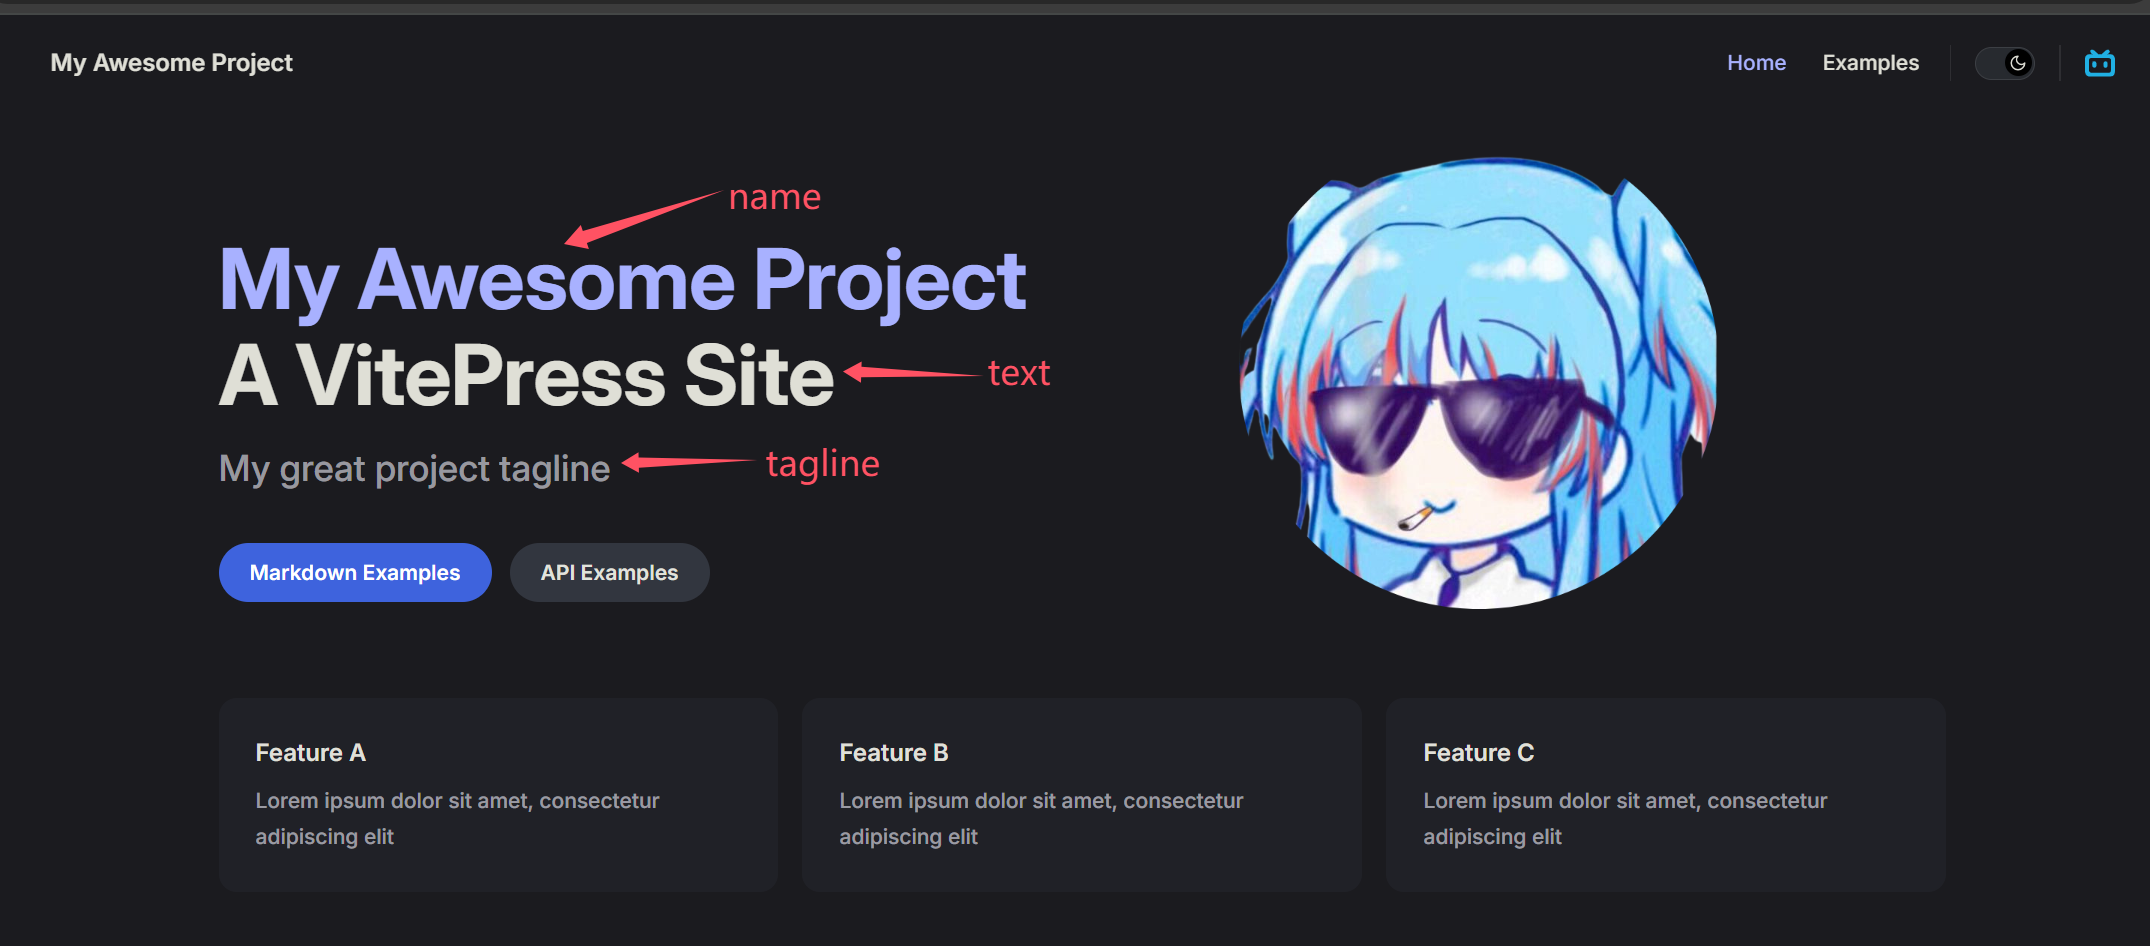 My Awesome Project
Home
Examples
name
My Awesome Project
A VitePress Site
text
My great project tagline
tagline
Markdown Examples
API Examples
Feature A
Lorem ipsum dolor sit amet, consectetur
adipiscing elit
Feature B
Lorem ipsum dolor sit amet, consectetur
adipiscing elit
Feature C
Lorem ipsum dolor sit amet, consectetur
adipiscing elit